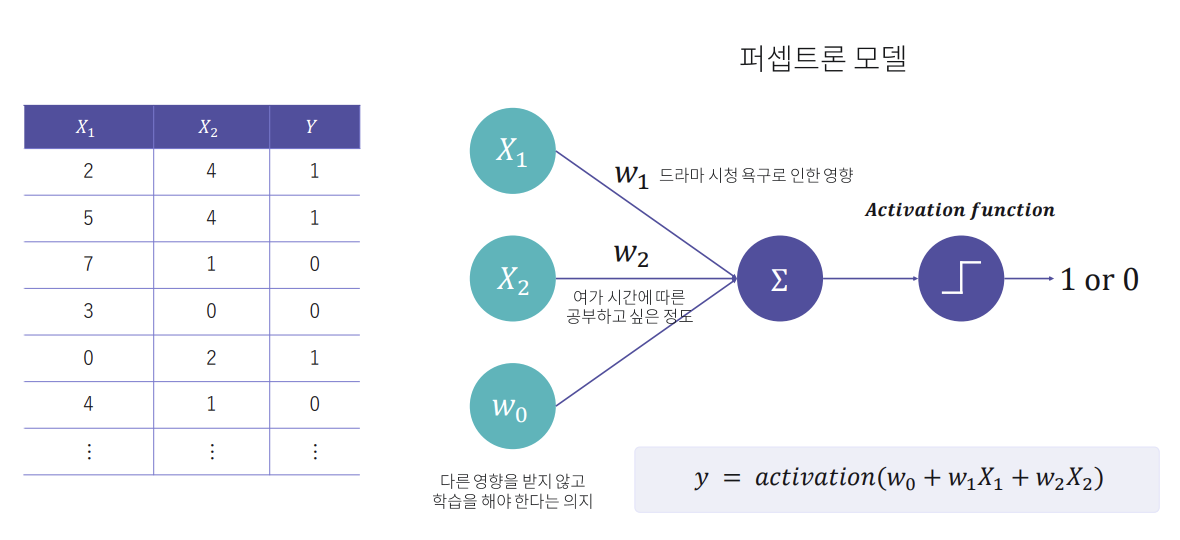 퍼셉트론 모델
X₁ X₂ Y
2 4 1
5 4 1
7 1 0
3 0 0
0 2 1
4 1 0
⋮ ⋮ ⋮
X₁
w₁ 드라마 시청 욕구로 인한 영향
Activation function
w₂
X₂
Σ
1 or 0
여가 시간에 따른
공부하고 싶은 정도
w₀
다른 영향을 받지 않고
학습을 해야 한다는 의지
y = activation(w₀ + w₁X₁ + w₂X₂)